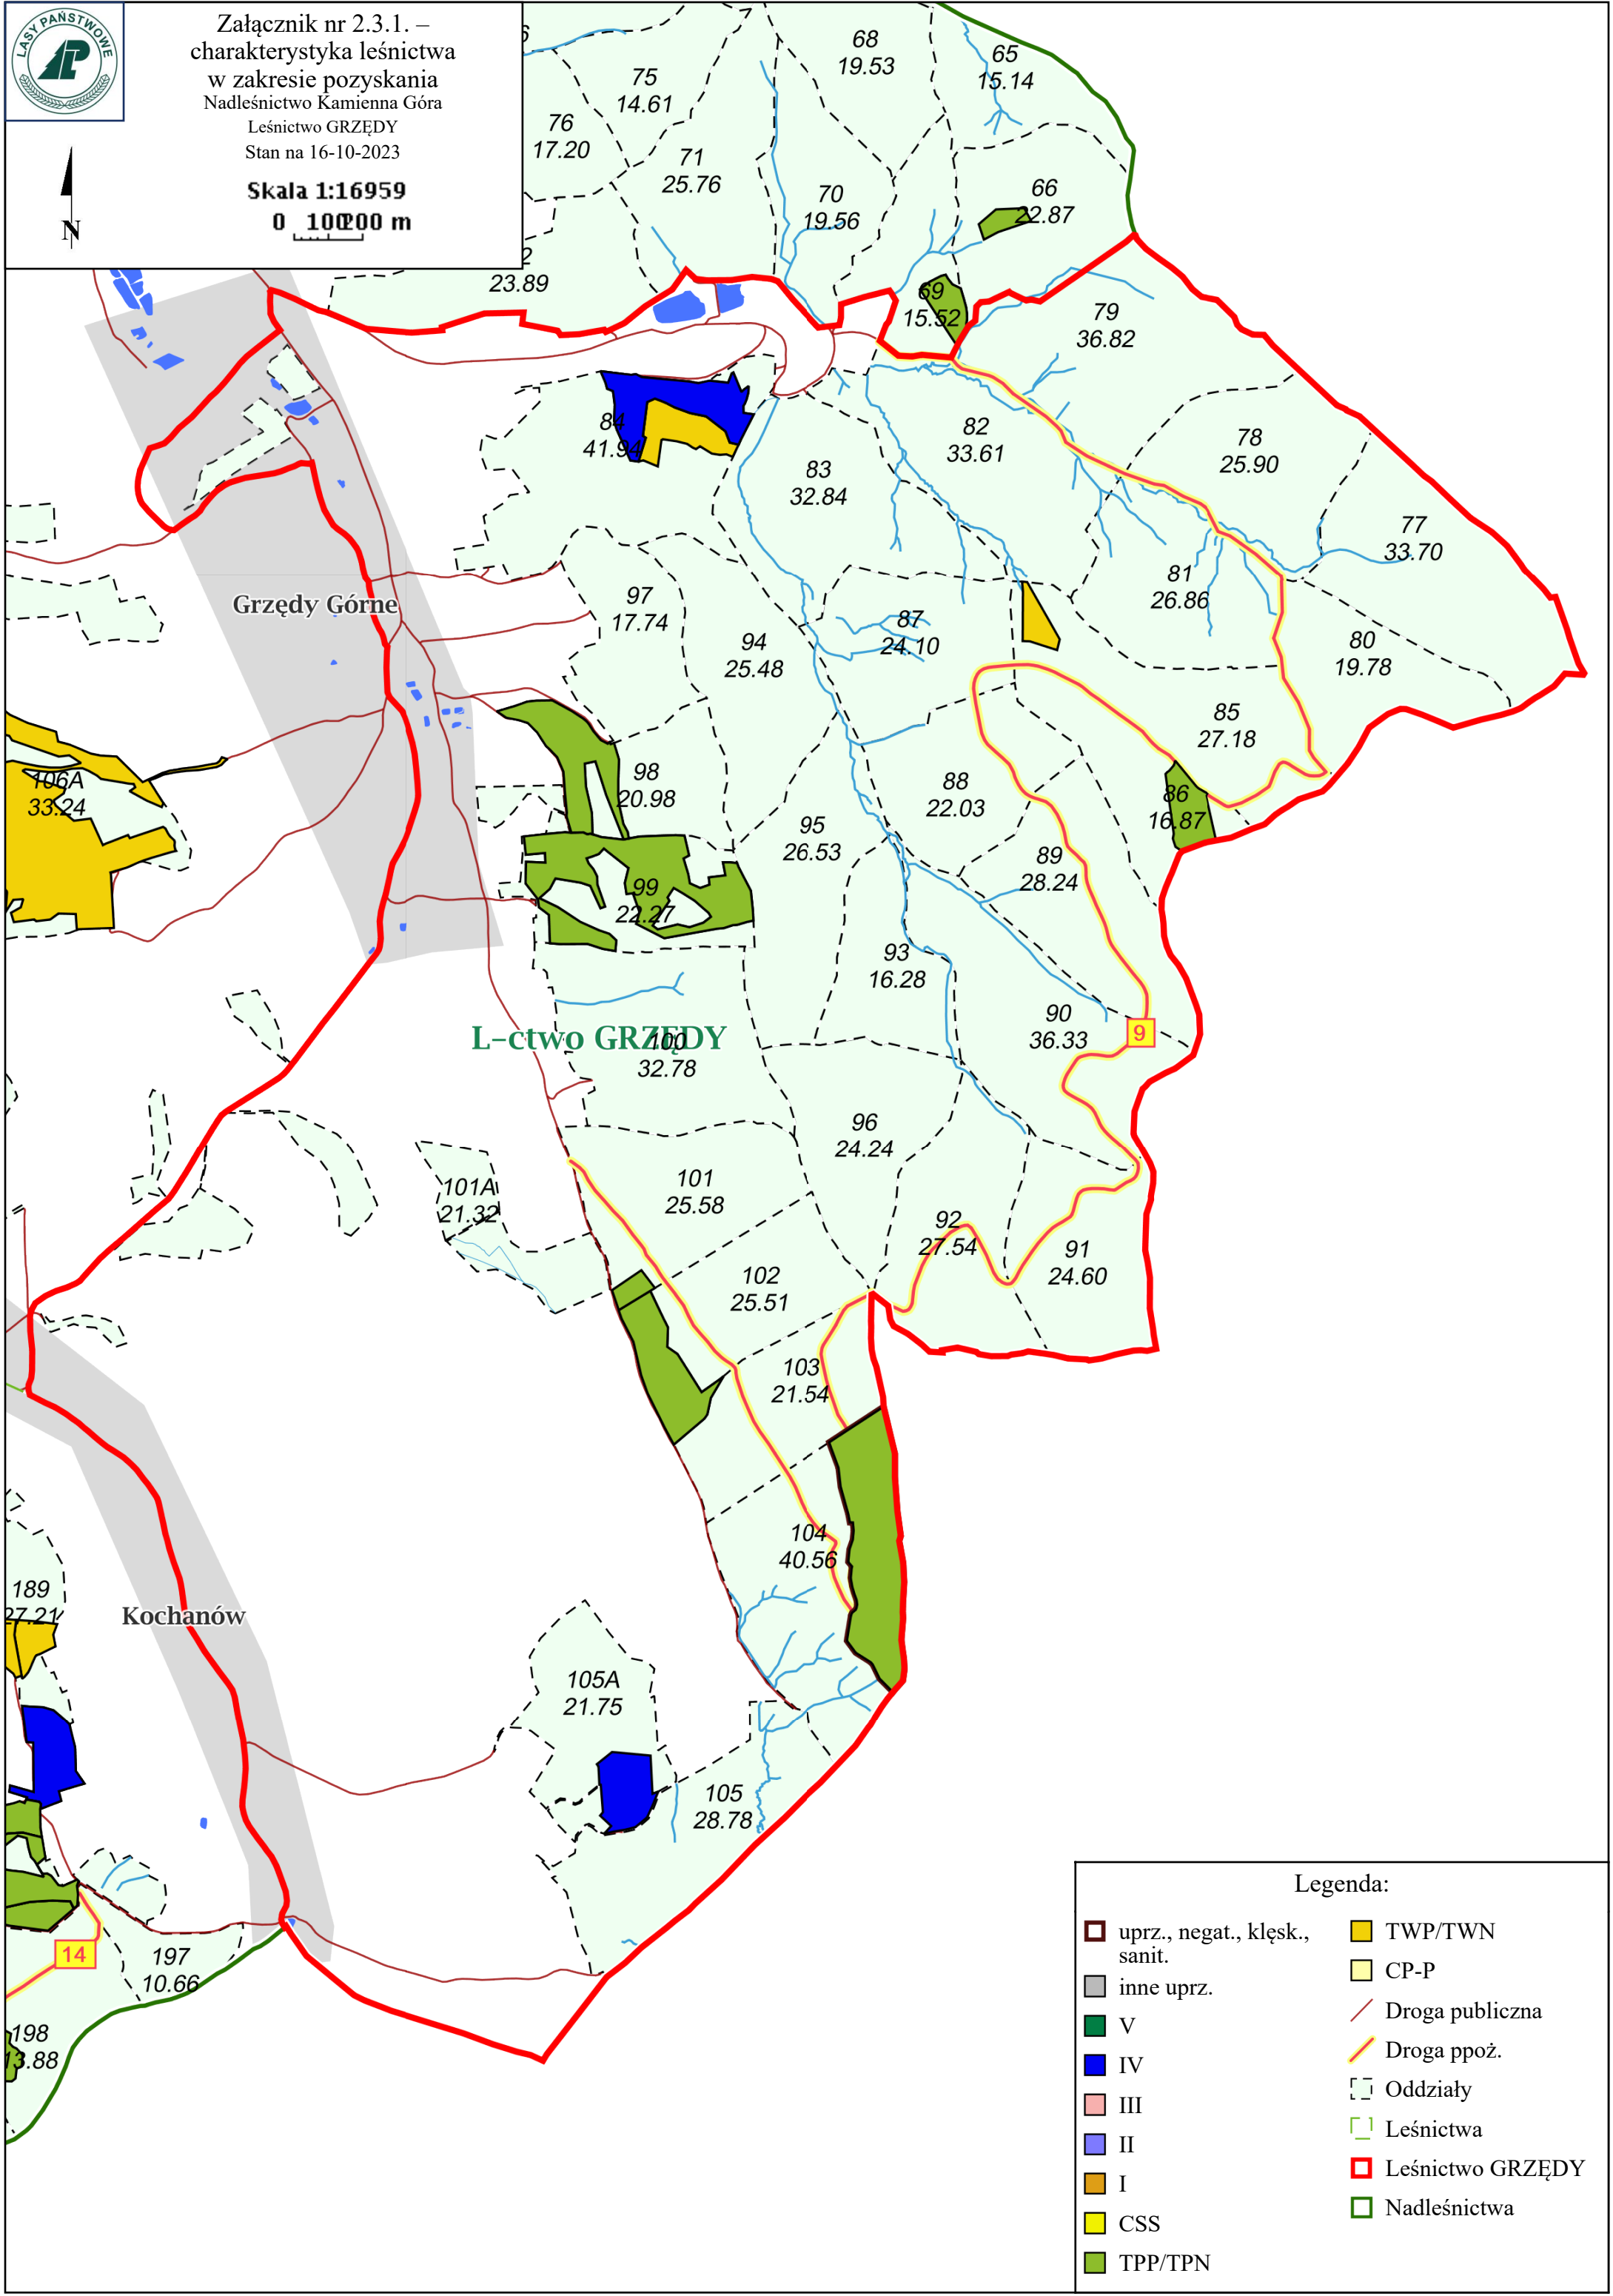 LASY PAŃSTWOWE
Załącznik nr 2.3.1. –
charakterystyka leśnictwa
w zakresie pozyskania
Nadleśnictwo Kamienna Góra
Leśnictwo GRZĘDY
Stan na 16-10-2023
Skala 1:16959
0 100 200 m
N
68
19.53
65
15.14
75
14.61
76
17.20
71
25.76
70
19.56
66
22.87
23.89
69
15.52
79
36.82
84
41.94
82
33.61
78
25.90
83
32.84
77
33.70
81
26.86
Grzędy Górne
97
17.74
87
24.10
94
25.48
80
19.78
85
27.18
106A
33.24
98
20.98
88
22.03
86
16.87
95
26.53
89
28.24
99
22.27
93
16.28
90
36.33
9
L-ctwo GRZĘDY
100
32.78
96
24.24
101
25.58
101A
21.32
92
27.54
91
24.60
102
25.51
103
21.54
104
40.56
189
27.21
Kochanów
105A
21.75
105
28.78
14
197
10.66
198
13.88
Legenda:
uprz., negat., klęsk.,
sanit.
inne uprz.
V
IV
III
II
I
CSS
TPP/TPN
TWP/TWN
CP-P
Droga publiczna
Droga ppoż.
Oddziały
Leśnictwa
Leśnictwo GRZĘDY
Nadleśnictwa